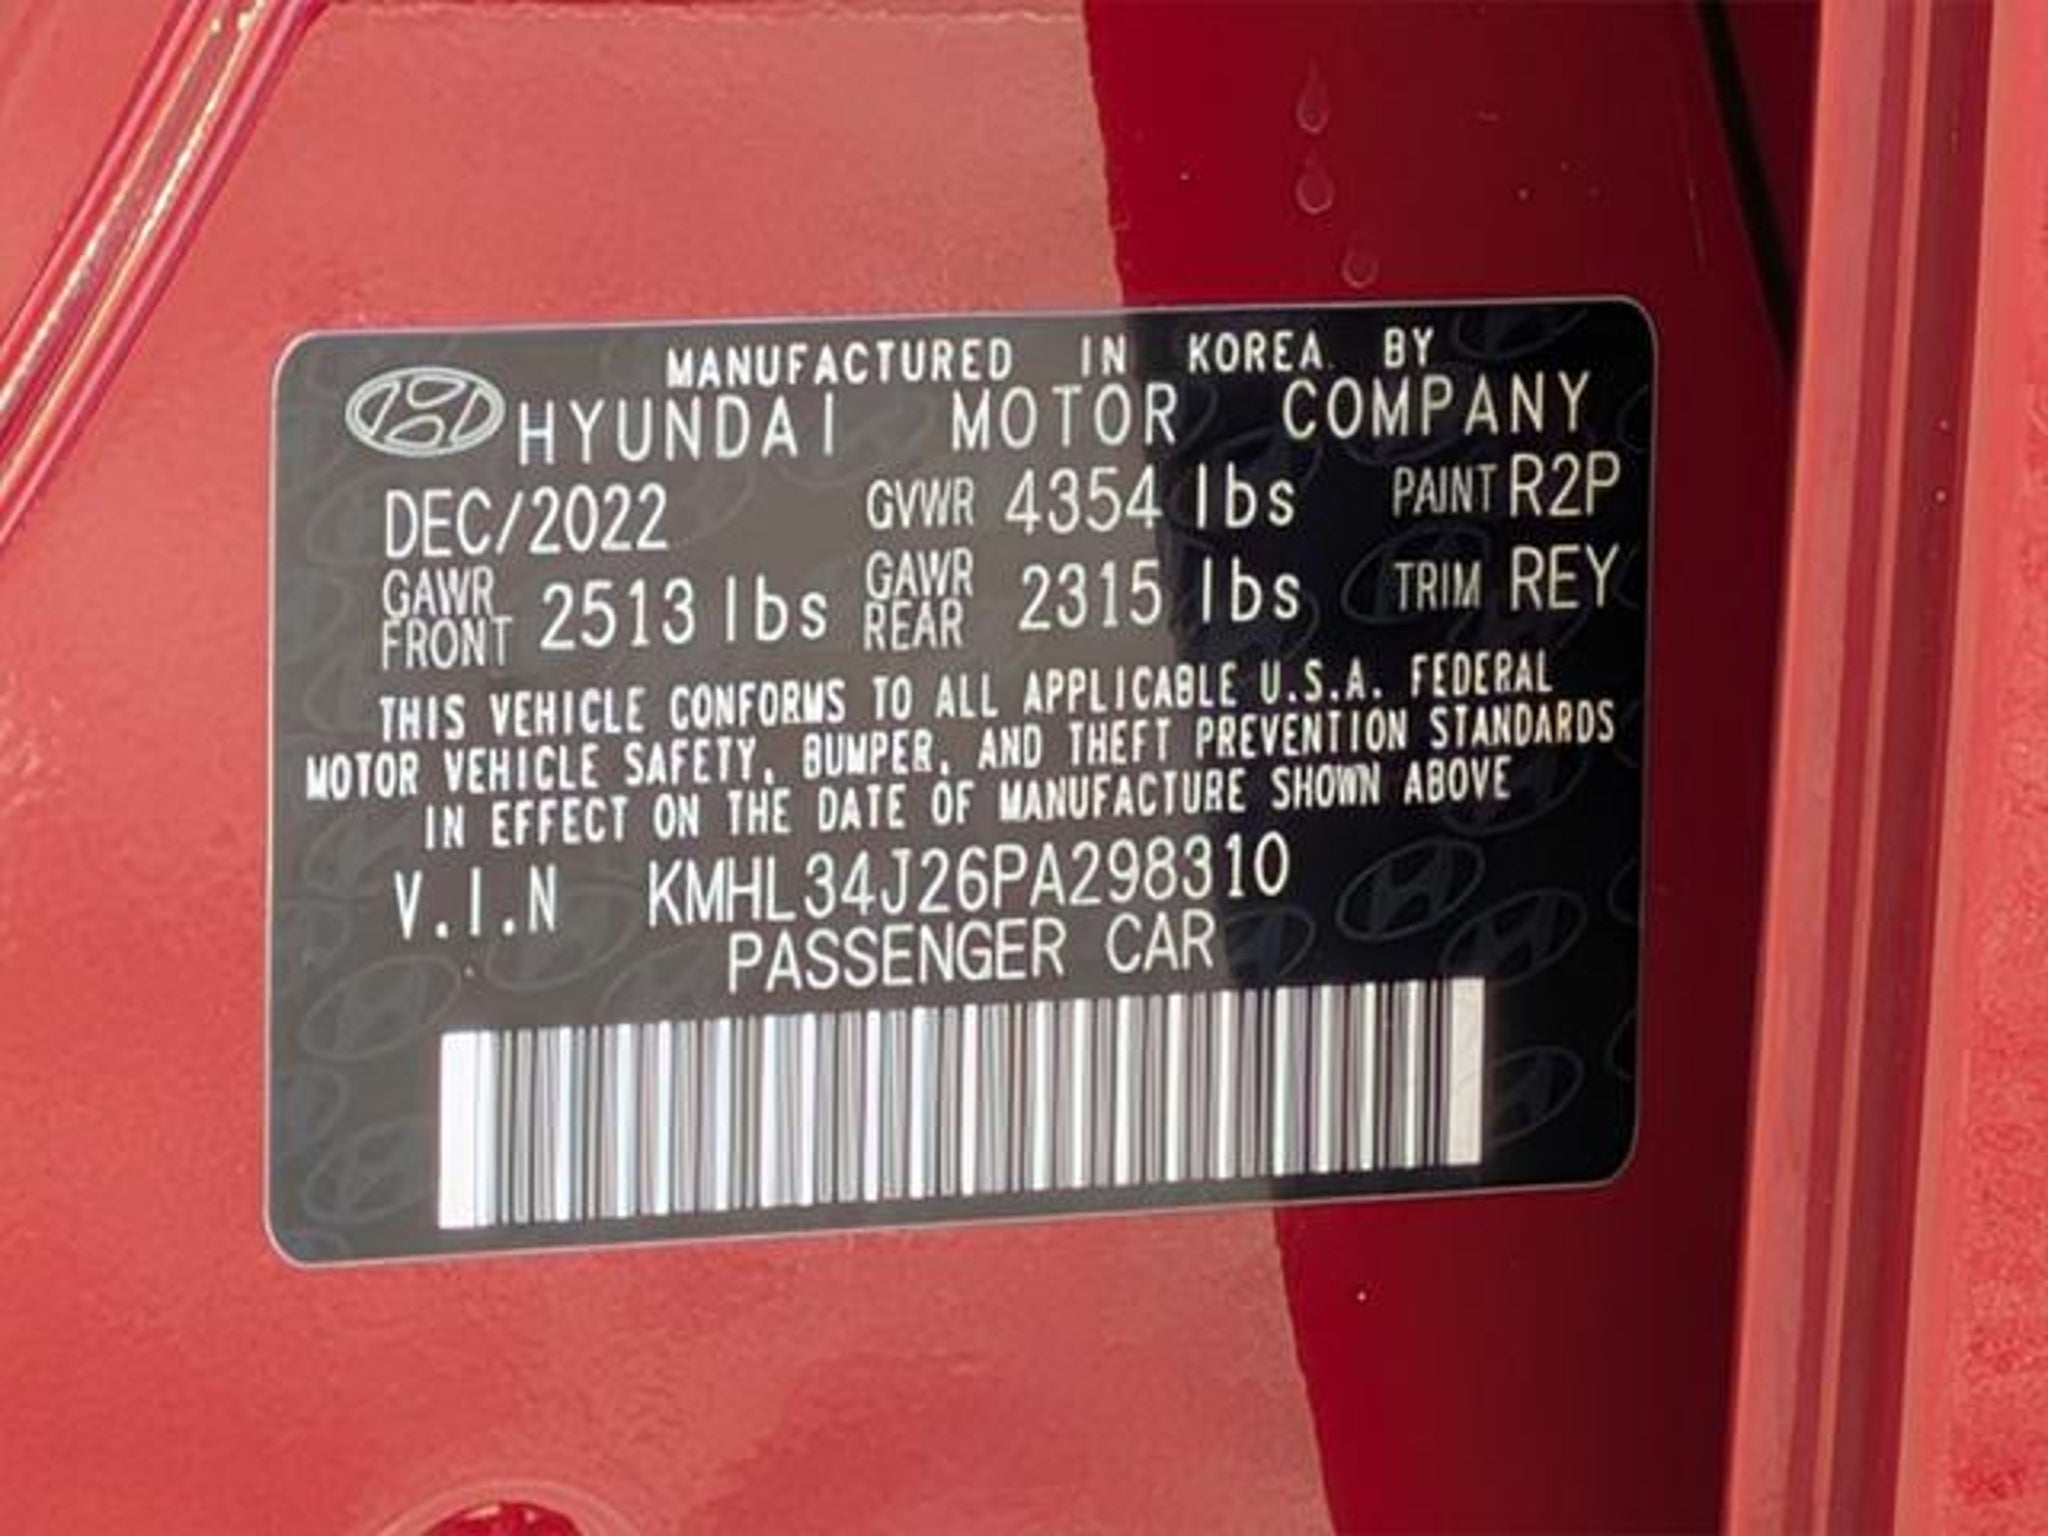 MANUFACTURED IN KOREA BY
HYUNDAI MOTOR COMPANY
DEC/2022 GVWR 4354 lbs PAINT R2P
GAWR FRONT 2513 lbs GAWR REAR 2315 lbs TRIM REY
THIS VEHICLE CONFORMS TO ALL APPLICABLE U.S.A. FEDERAL
MOTOR VEHICLE SAFETY, BUMPER, AND THEFT PREVENTION STANDARDS
IN EFFECT ON THE DATE OF MANUFACTURE SHOWN ABOVE
V.I.N KMHL34J26PA298310
PASSENGER CAR